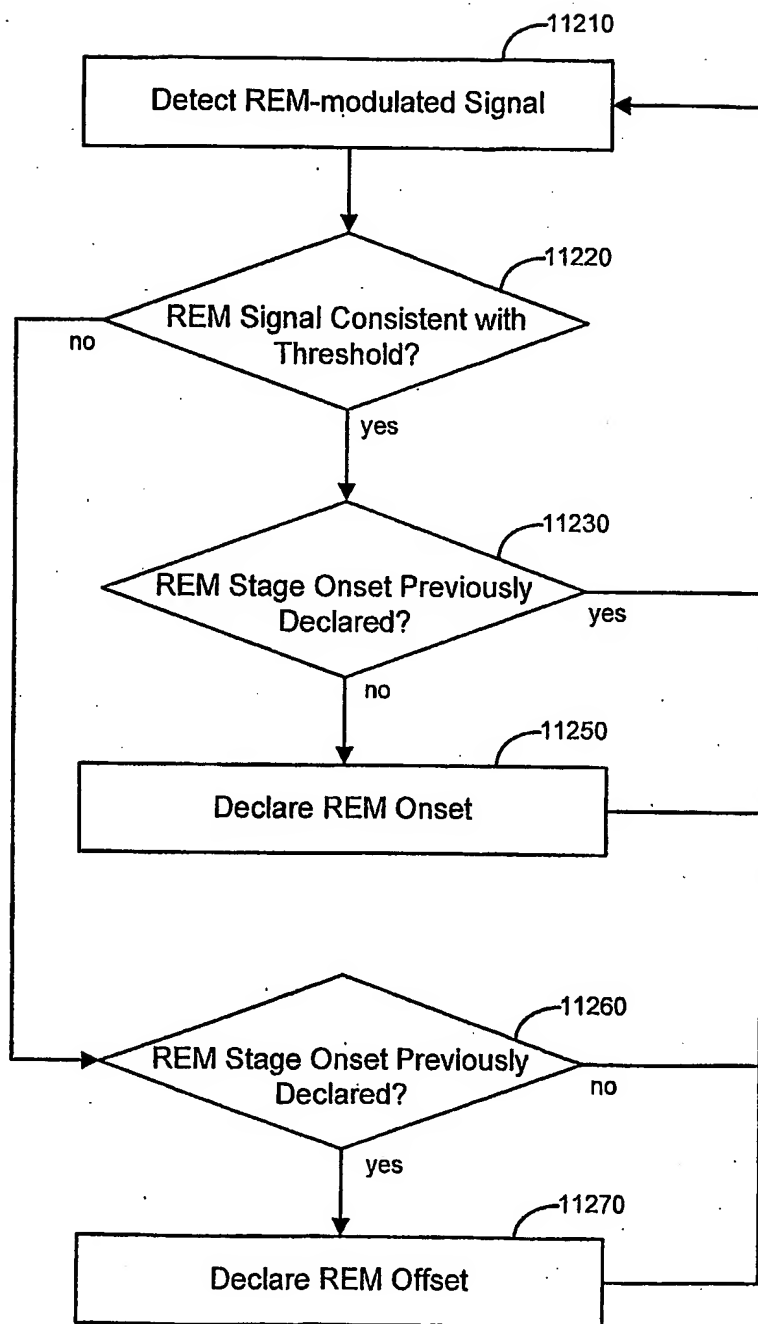 11210
Detect REM-modulated Signal
11220
REM Signal Consistent with
Threshold?
no
yes
11230
REM Stage Onset Previously
Declared?
yes
no
11250
Declare REM Onset
11260
REM Stage Onset Previously
Declared?
no
yes
11270
Declare REM Offset